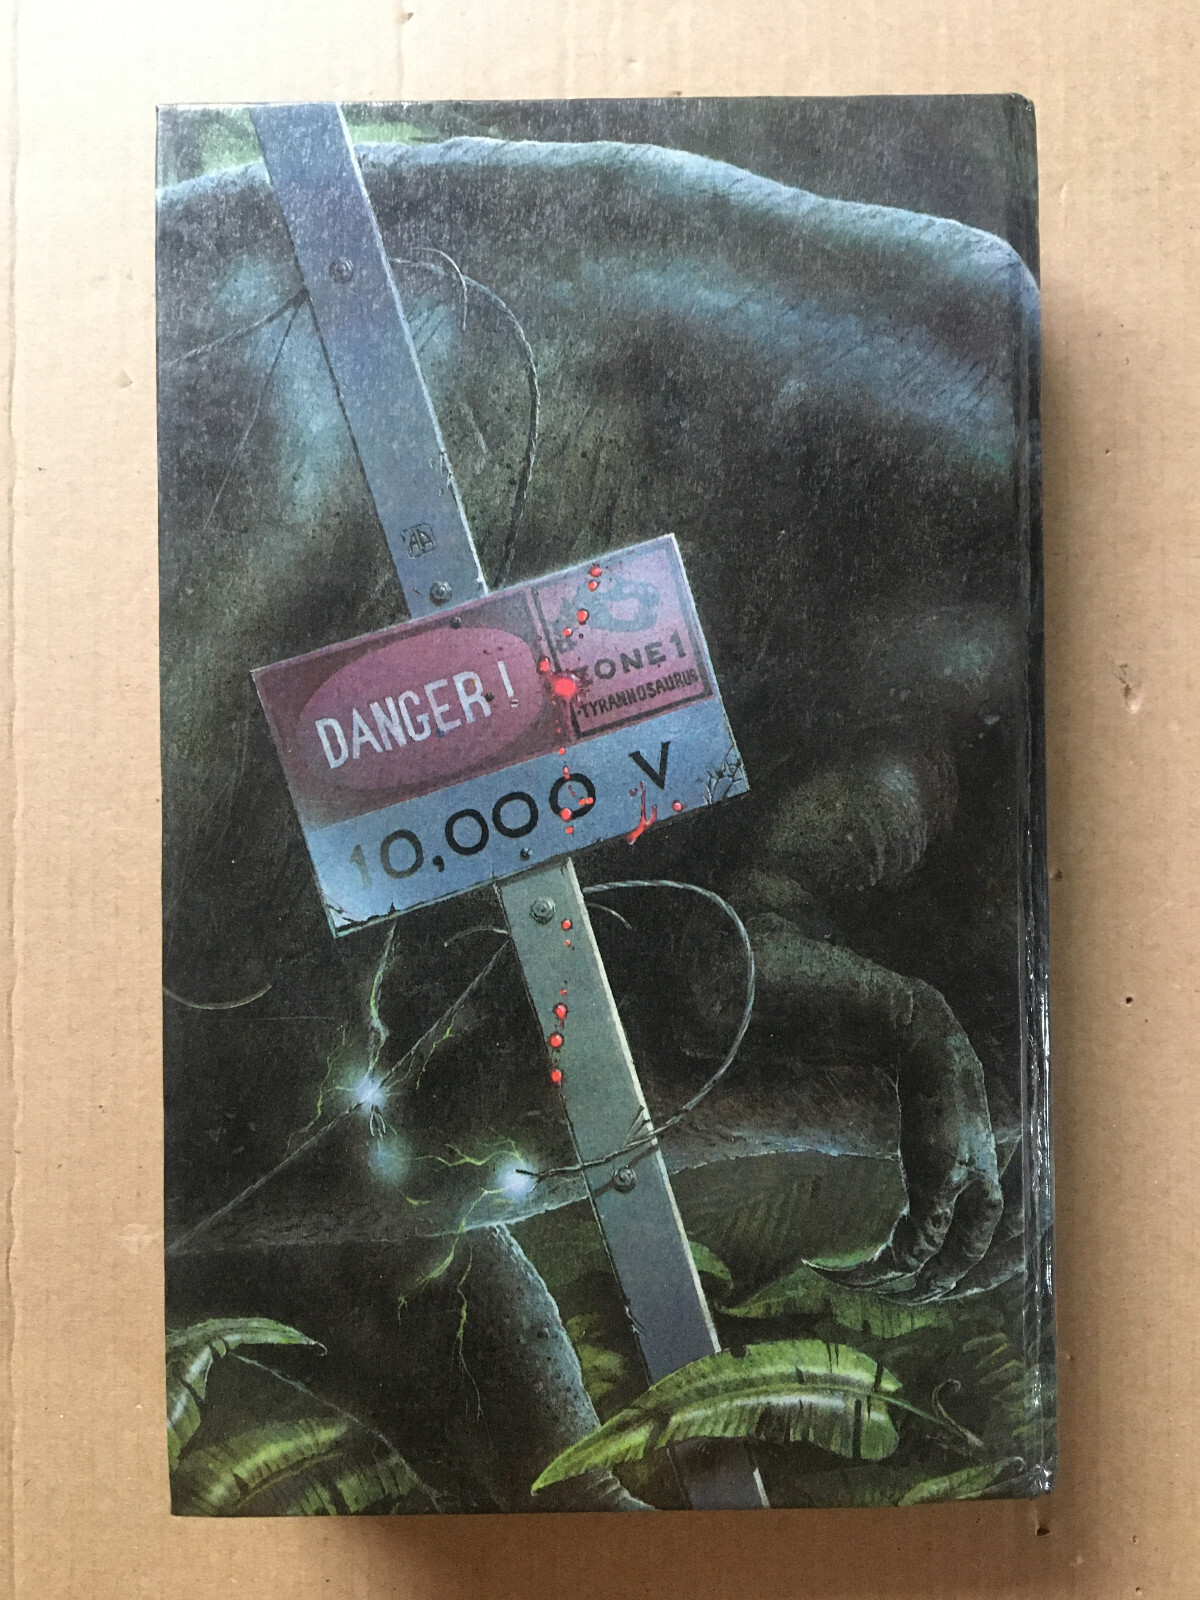 DANGER !
ZONE 1
TYRANNOSAURUS
10,000 V